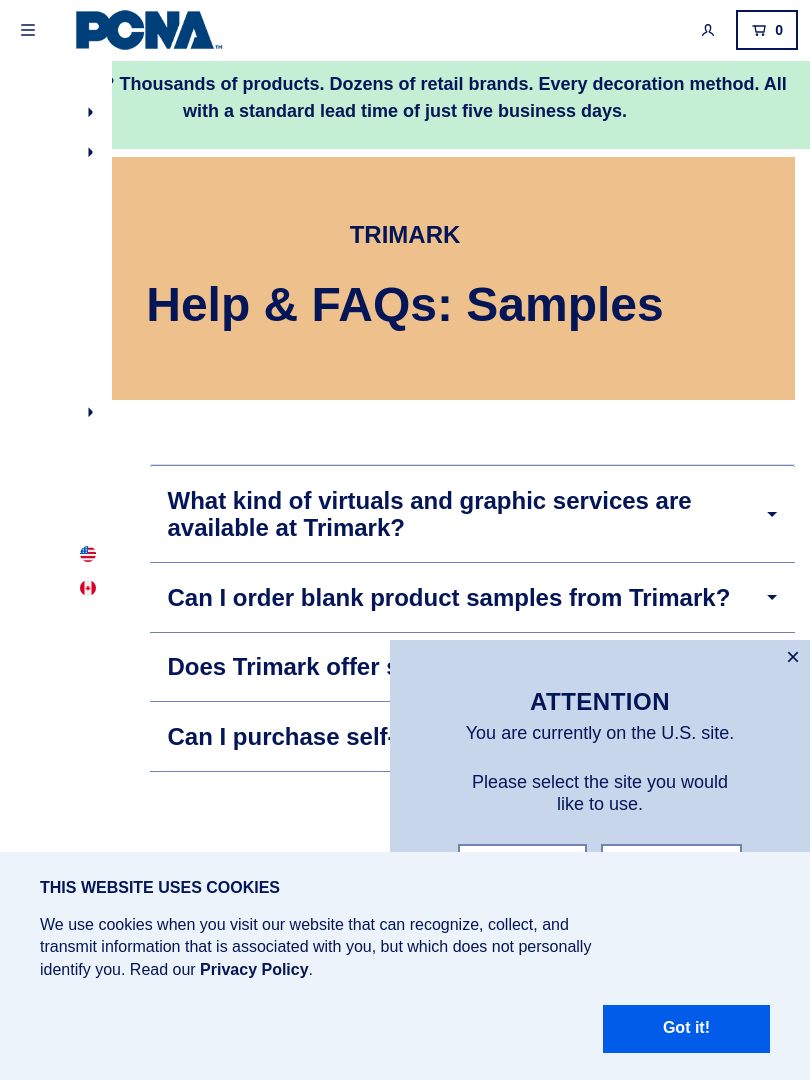 PCNA
TM
0
? Thousands of products. Dozens of retail brands. Every decoration method. All
with a standard lead time of just five business days.
TRIMARK
Help & FAQs: Samples
What kind of virtuals and graphic services are
available at Trimark?
Can I order blank product samples from Trimark?
Does Trimark offer
Can I purchase self-
ATTENTION
You are currently on the U.S. site.
Please select the site you would
like to use.
THIS WEBSITE USES COOKIES
We use cookies when you visit our website that can recognize, collect, and
transmit information that is associated with you, but which does not personally
identify you. Read our Privacy Policy.
Got it!